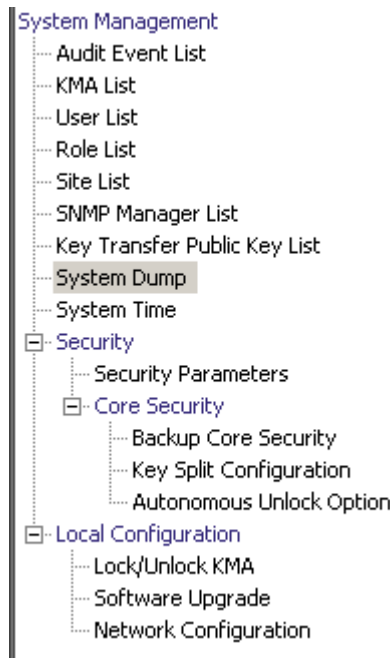 System Management
Audit Event List
KMA List
User List
Role List
Site List
SNMP Manager List
Key Transfer Public Key List
System Dump
System Time
Security
Security Parameters
Core Security
Backup Core Security
Key Split Configuration
Autonomous Unlock Option
Local Configuration
Lock/Unlock KMA
Software Upgrade
Network Configuration